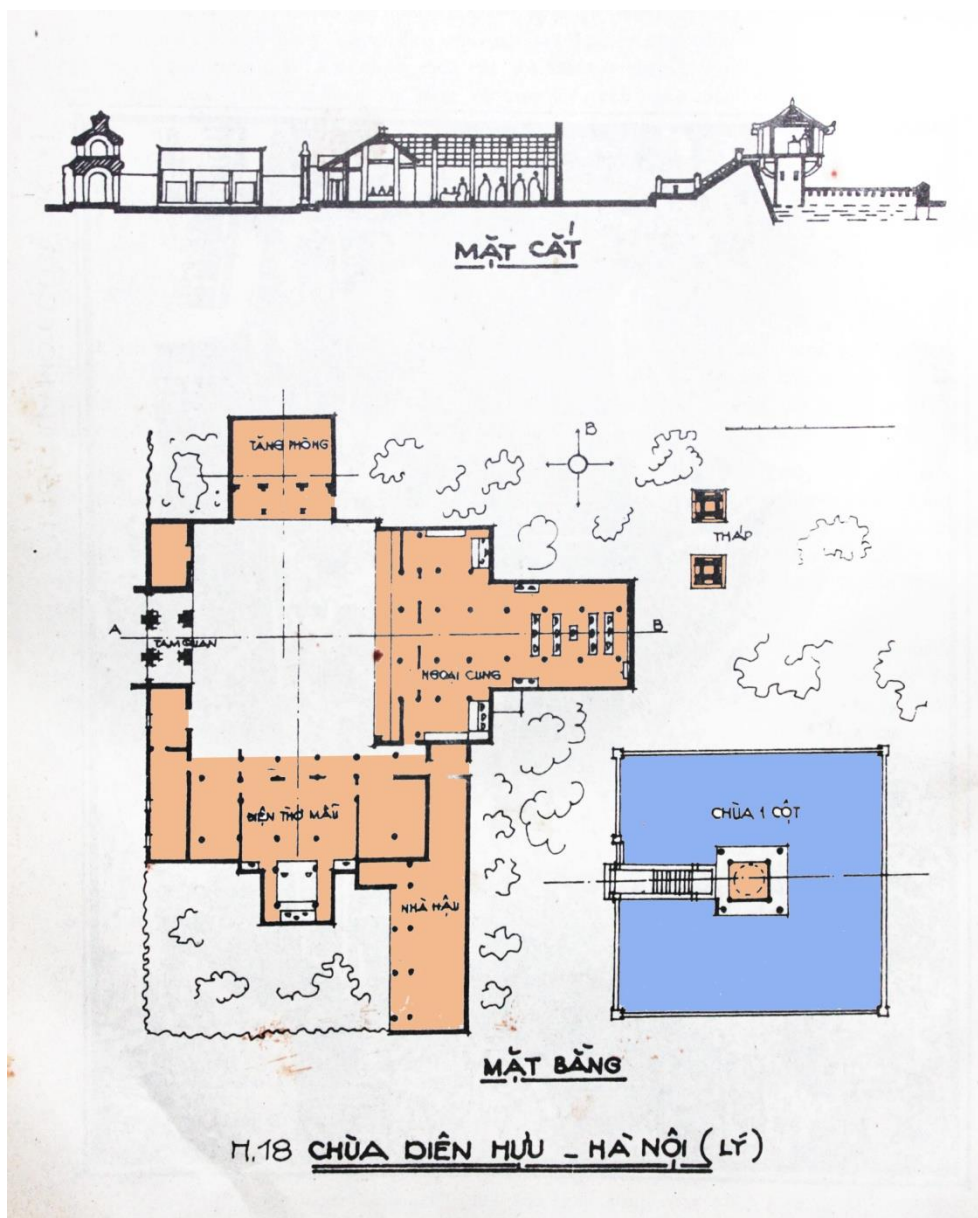 MẶT CẮT
TĂNG PHÒNG
B
THÁP
A
TAM QUAN
B
NGOẠI CUNG
ĐIỆN THỜ MẪU
CHÙA 1 CỘT
NHÀ HẬU
MẶT BẰNG
H.18 CHÙA DIÊN HỰU - HÀ NỘI (LÝ)